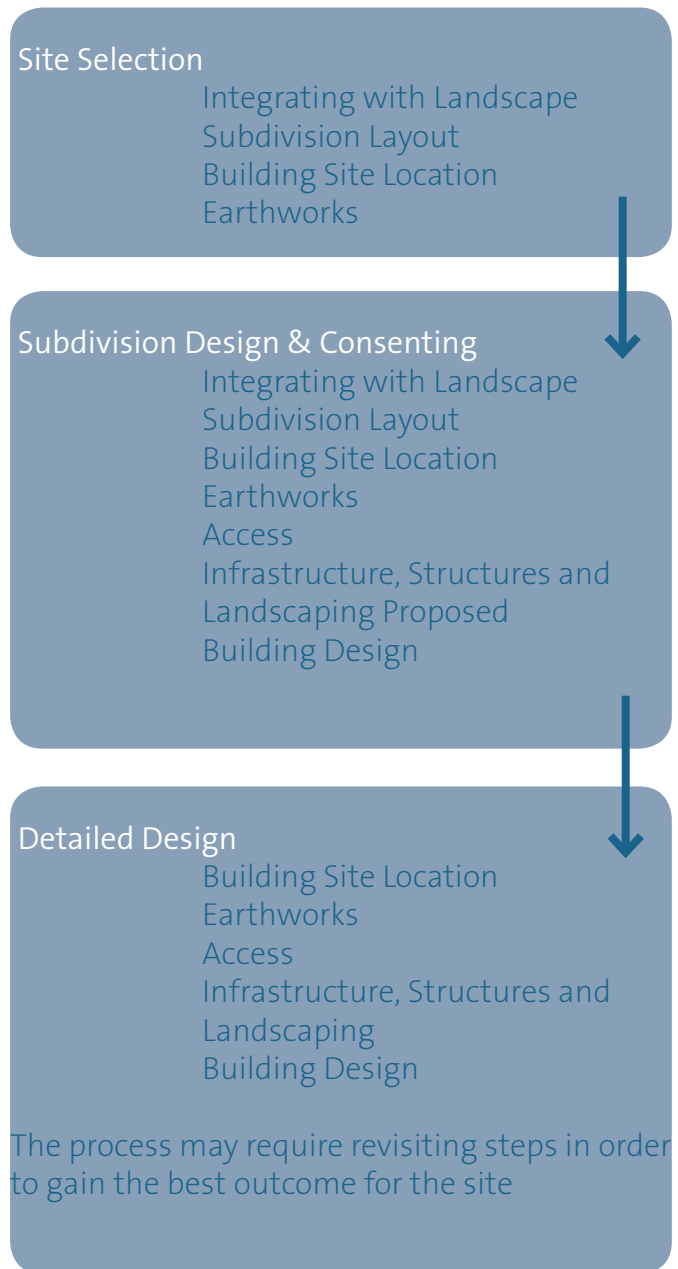 Site Selection
Integrating with Landscape
Subdivision Layout
Building Site Location
Earthworks
Subdivision Design & Consenting
Integrating with Landscape
Subdivision Layout
Building Site Location
Earthworks
Access
Infrastructure, Structures and
Landscaping Proposed
Building Design
Detailed Design
Building Site Location
Earthworks
Access
Infrastructure, Structures and
Landscaping
Building Design
The process may require revisiting steps in order
to gain the best outcome for the site